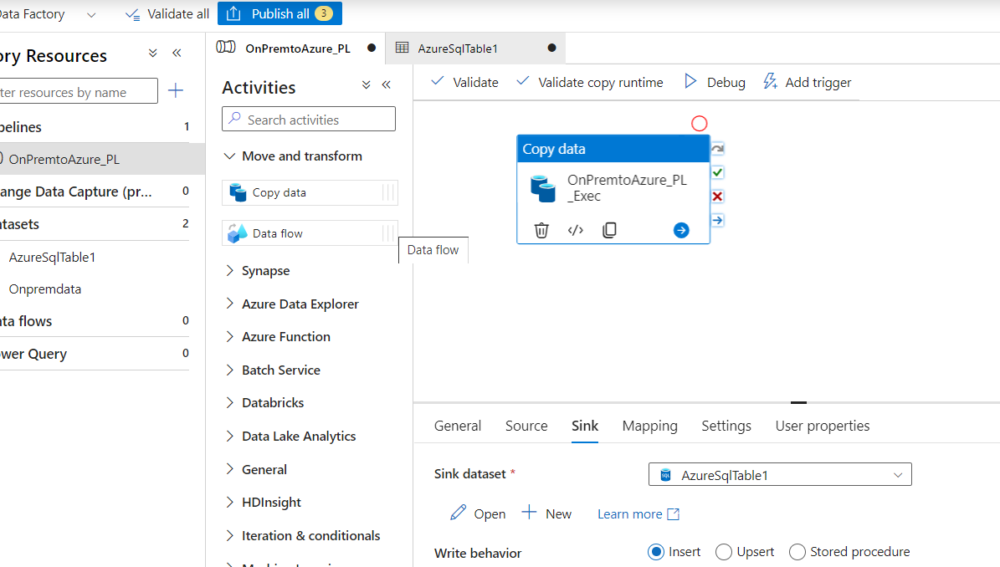 ata Factory
Validate all
Publish all 3
ory Resources
ter resources by name
pelines 1
OnPremtoAzure_PL
ange Data Capture (pr... 0
atasets 2
AzureSqlTable1
Onpremdata
ata flows 0
ower Query 0
OnPremtoAzure_PL
AzureSqlTable1
Activities
Search activities
Move and transform
Copy data
Data flow
Data flow
Synapse
Azure Data Explorer
Azure Function
Batch Service
Databricks
Data Lake Analytics
General
HDInsight
Iteration & conditionals
Validate
Validate copy runtime
Debug
Add trigger
Copy data
OnPremtoAzure_PL
_Exec
General Source Sink Mapping Settings User properties
Sink dataset *
SQL AzureSqlTable1
Open
New
Learn more
Write behavior
Insert Upsert Stored procedure